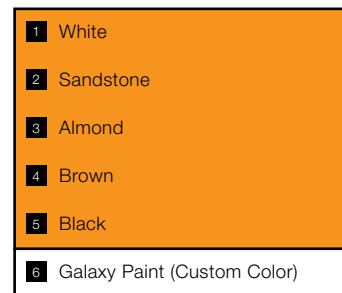 1 White
2 Sandstone
3 Almond
4 Brown
5 Black
6 Galaxy Paint (Custom Color)